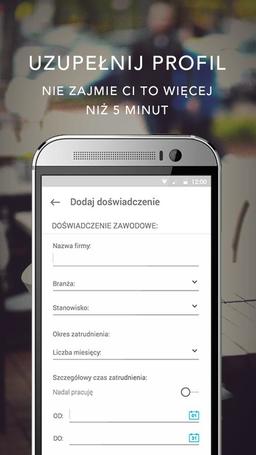 UZUPEŁNIJ PROFIL
NIE ZAJMIE CI TO WIĘCEJ
NIŻ 5 MINUT
12:00
← Dodaj doświadczenie
DOŚWIADCZENIE ZAWODOWE:
Nazwa firmy:
Branża:
Stanowisko:
Okres zatrudnienia:
Liczba miesięcy:
Szczegółowy czas zatrudnienia:
Nadal pracuję
OD:
DO: